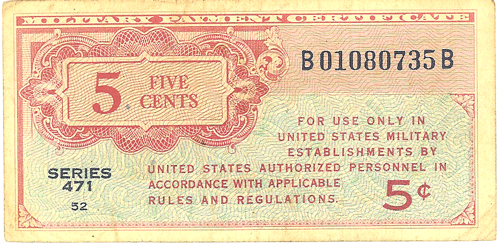 MILITARY PAYMENT CERTIFICATE
B01080735B
5 FIVE
CENTS
FOR USE ONLY IN
UNITED STATES MILITARY
ESTABLISHMENTS BY
UNITED STATES AUTHORIZED PERSONNEL IN
ACCORDANCE WITH APPLICABLE
RULES AND REGULATIONS.
SERIES
471
52
5¢